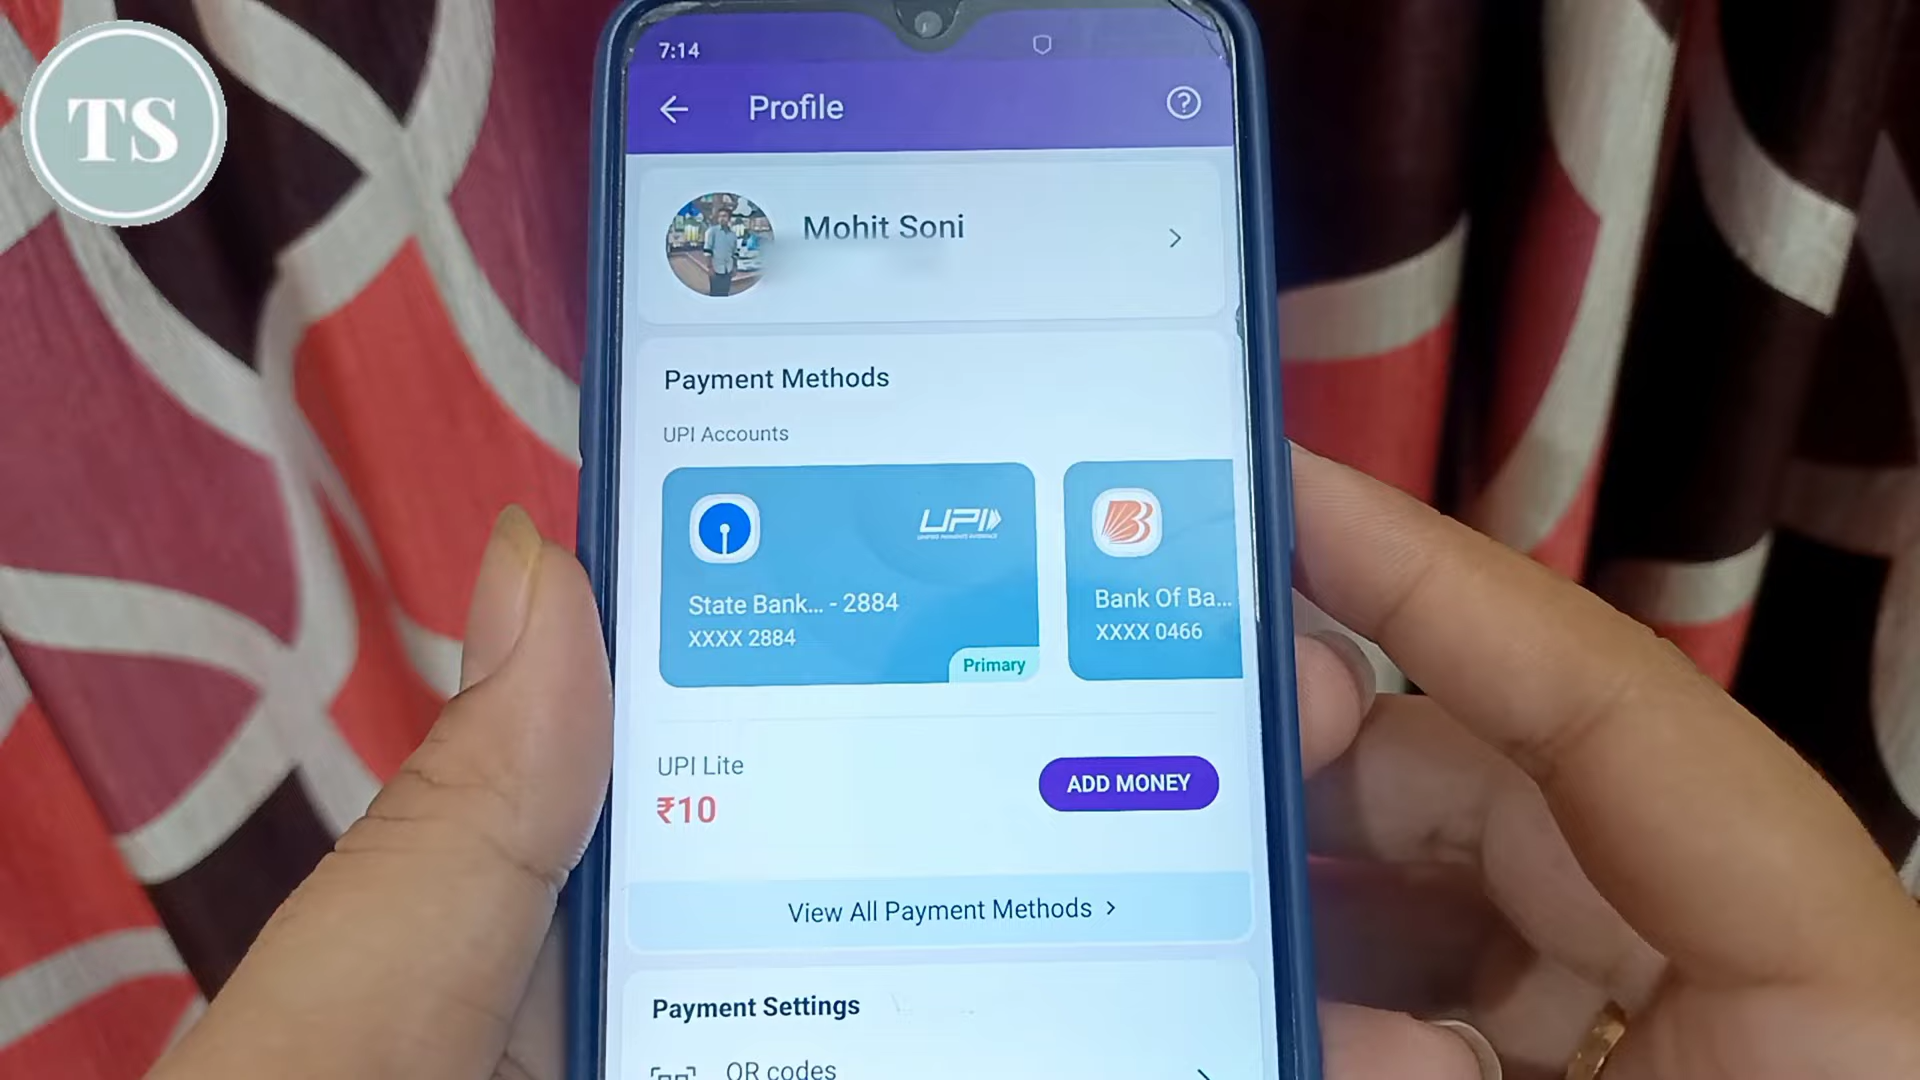 TS
7:14
Profile
Mohit Soni
Payment Methods
UPI Accounts
UPI
State Bank... - 2884
XXXX 2884
Primary
Bank Of Ba...
XXXX 0466
UPI Lite
₹10
ADD MONEY
View All Payment Methods
Payment Settings
QR codes